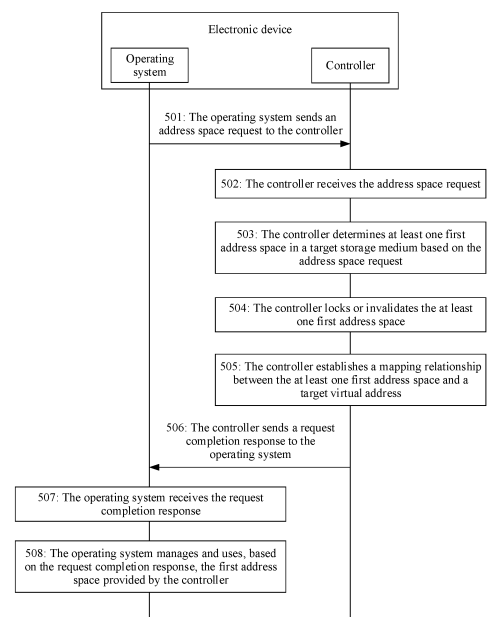 Electronic device
Operating
system
Controller
501: The operating system sends an
address space request to the controller
502: The controller receives the address space request
503: The controller determines at least one first
address space in a target storage medium based on the
address space request
504: The controller locks or invalidates the at least
one first address space
505: The controller establishes a mapping relationship
between the at least one first address space and a
target virtual address
506: The controller sends a request
completion response to the
operating system
507: The operating system receives the request
completion response
508: The operating system manages and uses, based
on the request completion response, the first address
space provided by the controller